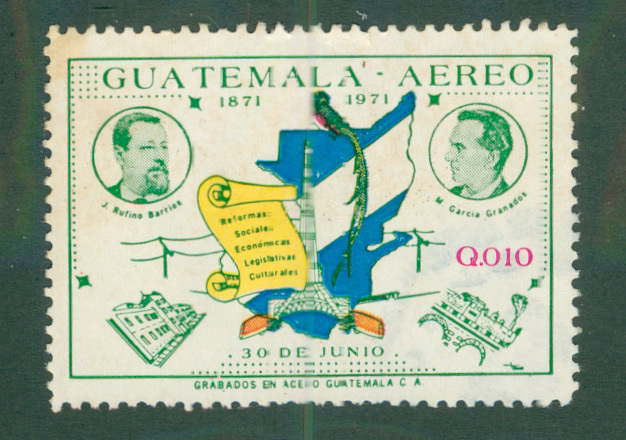 GUATEMALA - AEREO
1871 1971
J. Rufino Barrios
M. García Granados
Reformas:
Sociales
Económicas
Legislativas
Culturales
Q.010
. 30 DE JUNIO .
GRABADOS EN ACERO GUATEMALA C A.